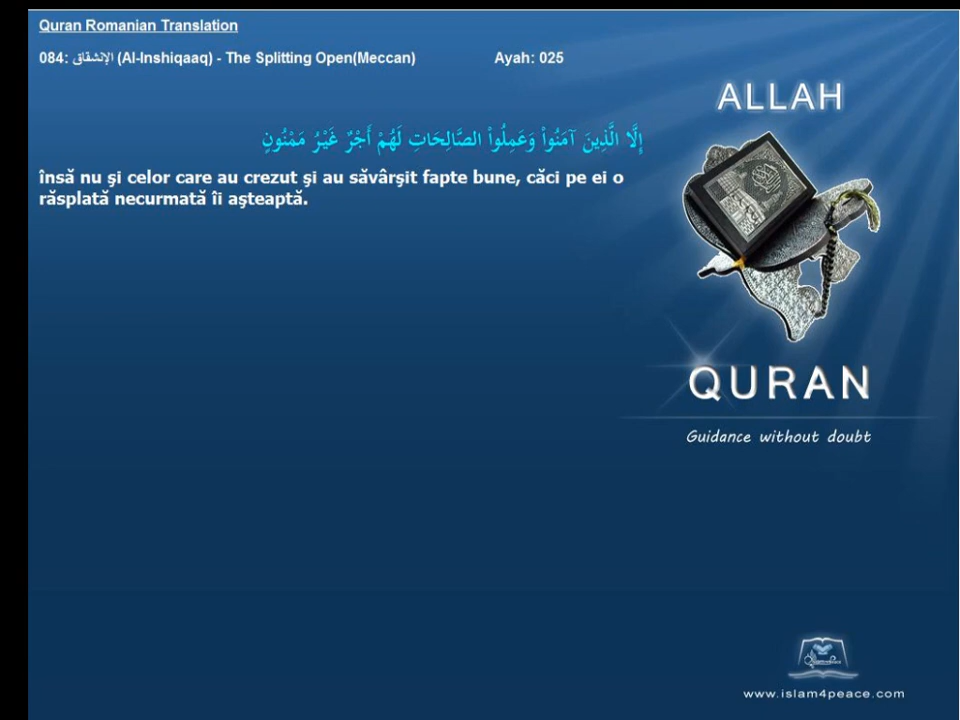 Quran Romanian Translation
084: الإنشقاق (Al-Inshiqaaq) - The Splitting Open(Meccan) Ayah: 025
إِلَّا الَّذِينَ آمَنُواْ وَعَمِلُواْ الصَّالِحَاتِ لَهُمْ أَجْرٌ غَيْرُ مَمْنُونٍ
însă nu şi celor care au crezut şi au săvârşit fapte bune, căci pe ei o
răsplată necurmată îi aşteaptă.
ALLAH
QURAN
Guidance without doubt
www.islam4peace.com